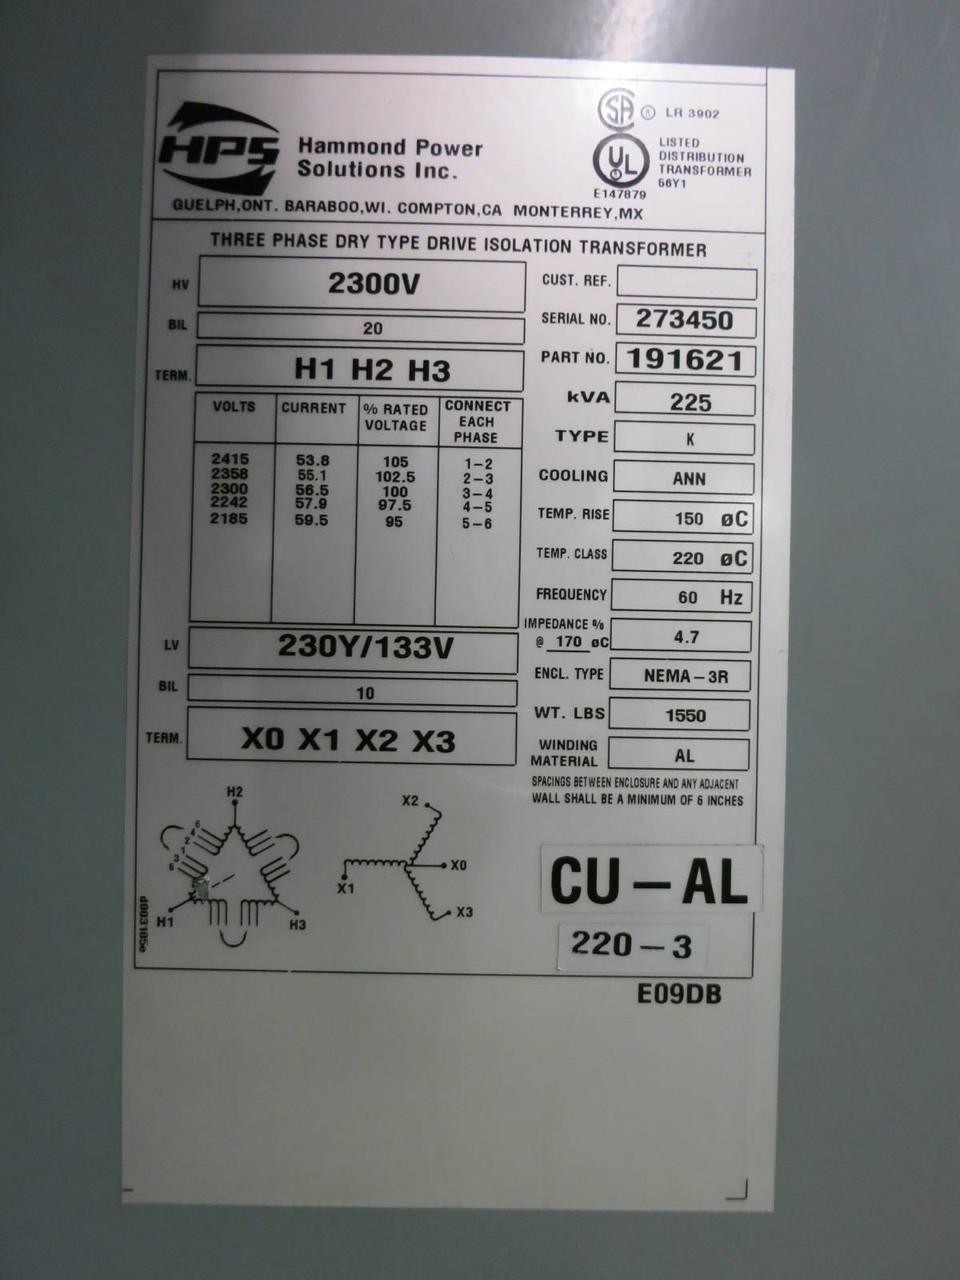 HPS
Hammond Power
Solutions Inc.
SA ® LR 3902
UL
E147879
LISTED
DISTRIBUTION
TRANSFORMER
56Y1
GUELPH,ONT. BARABOO,WI. COMPTON,CA MONTERREY,MX
THREE PHASE DRY TYPE DRIVE ISOLATION TRANSFORMER
HV 2300V
BIL 20
TERM. H1 H2 H3
VOLTS CURRENT % RATED VOLTAGE CONNECT EACH PHASE
2415 53.8 105 1-2
2358 55.1 102.5 2-3
2300 56.5 100 3-4
2242 57.9 97.5 4-5
2185 59.5 95 5-6
LV 230Y/133V
BIL 10
TERM. X0 X1 X2 X3
CUST. REF.
SERIAL NO. 273450
PART NO. 191621
kVA 225
TYPE K
COOLING ANN
TEMP. RISE 150 øC
TEMP. CLASS 220 øC
FREQUENCY 60 Hz
IMPEDANCE %
@ 170 øC 4.7
ENCL. TYPE NEMA-3R
WT. LBS 1550
WINDING
MATERIAL AL
SPACINGS BETWEEN ENCLOSURE AND ANY ADJACENT
WALL SHALL BE A MINIMUM OF 6 INCHES
H2
H1
H3
X2
X0
X1
X3
CU-AL
220-3
E09DB